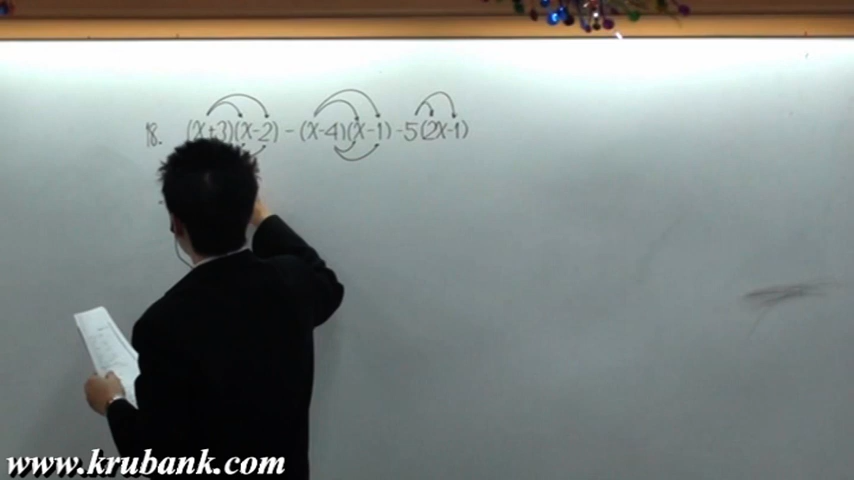 18. (x+3)(x-2) - (x-4)(x-1) - 5(2x-1)
www.krubank.com